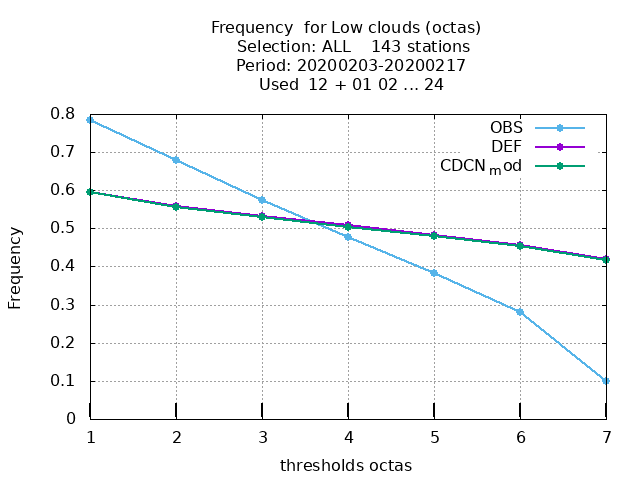 Frequency  for Low clouds (octas)
Selection: ALL    143 stations
Period: 20200203-20200217
Used  12 + 01 02 ... 24
OBS
DEF
CDCNmod
0.8
0.7
0.6
0.5
0.4
0.3
0.2
0.1
0
Frequency
1 2 3 4 5 6 7
thresholds octas